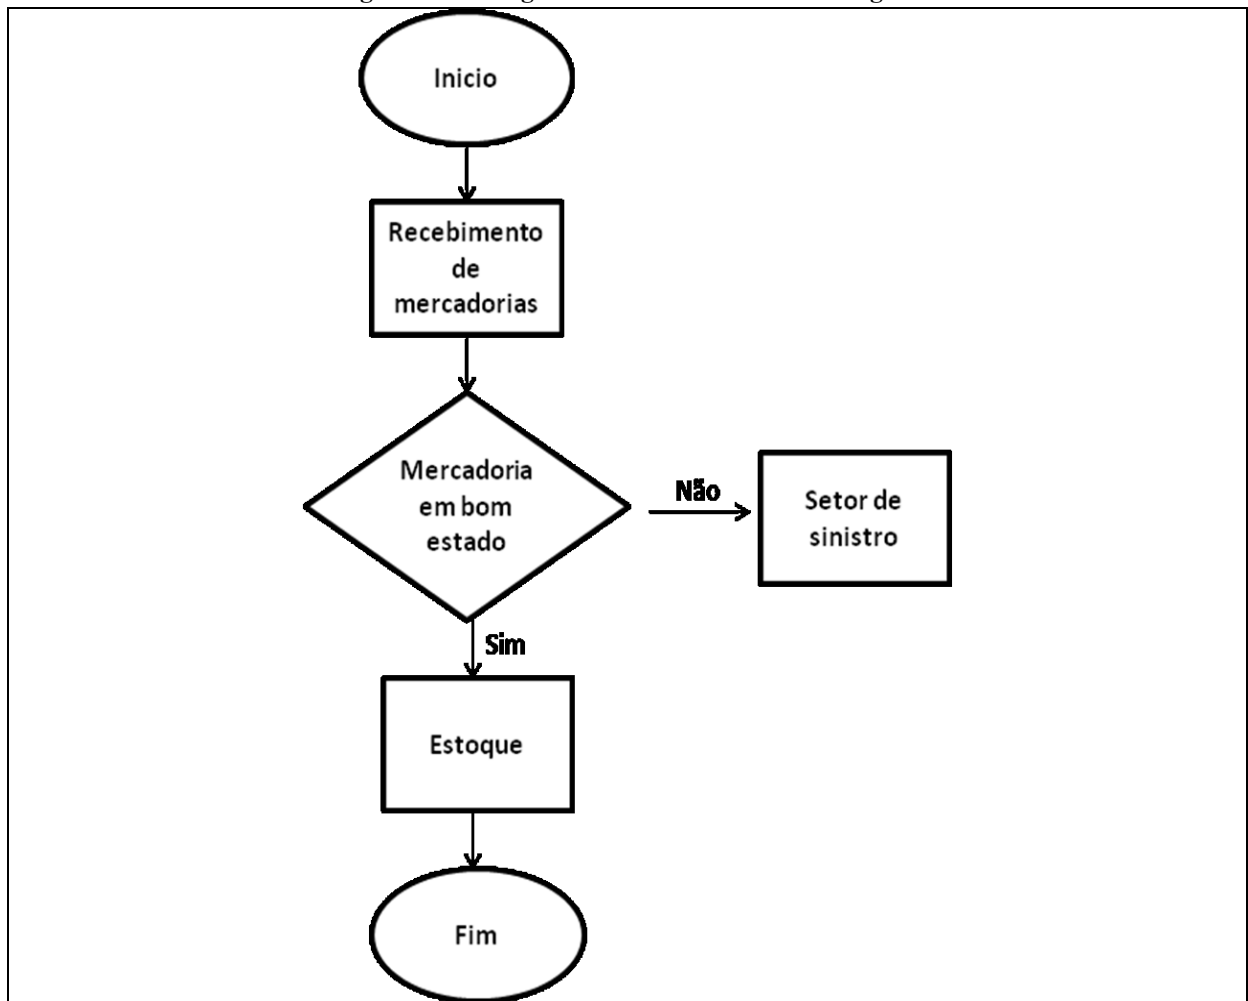 Inicio
Recebimento
de
mercadorias
Mercadoria
em bom
estado
Não
Setor de
sinistro
Sim
Estoque
Fim